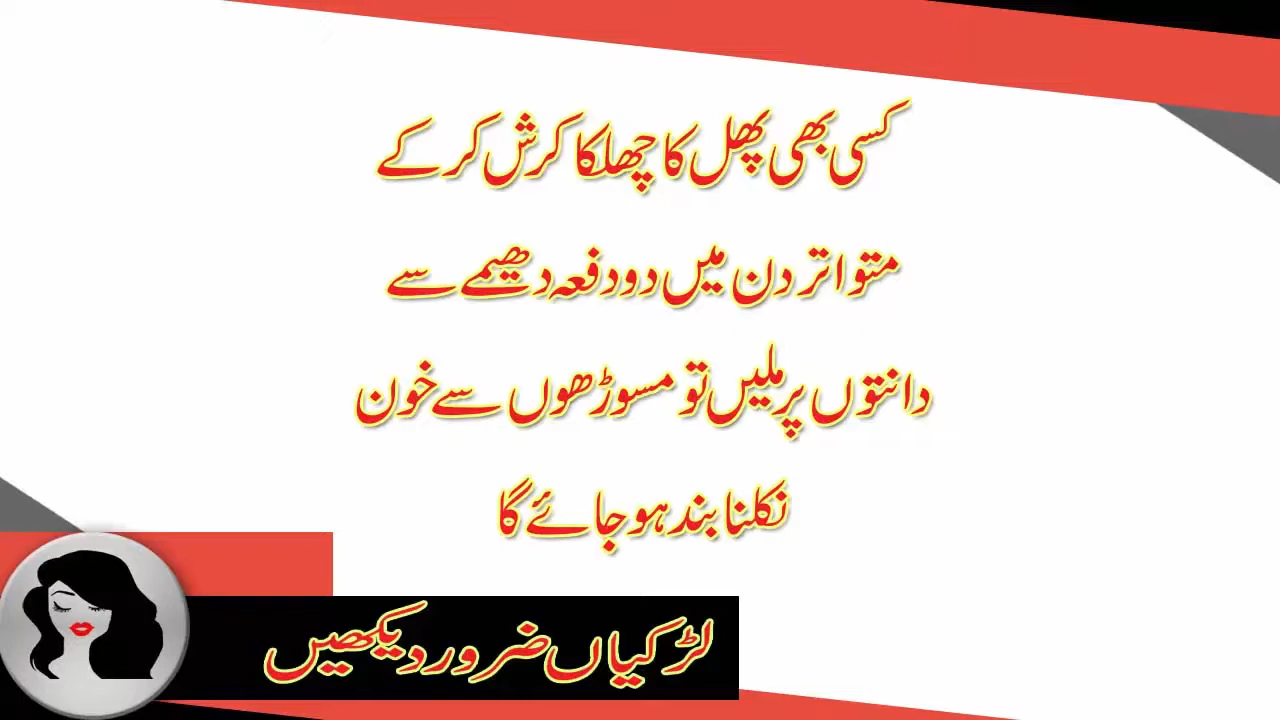 کسی بھی پھل کا چھلکا کرش کر کے
متواتر دن میں دو دفعہ دھیمے سے
دانتوں پر ملیں تو مسوڑھوں سے خون
نکلنا بند ہو جائے گا
لڑکیاں ضرور دیکھیں